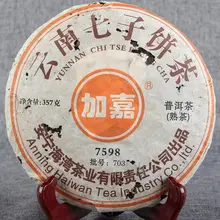 云南七子饼茶
YUNNAN CHI TSE
净含量:357克
加嘉
普洱茶
(熟茶)
7598
批号:703
安宁海湾茶业有限责任公司出品
Anning Haiwan Tea Industry Co.Ltd